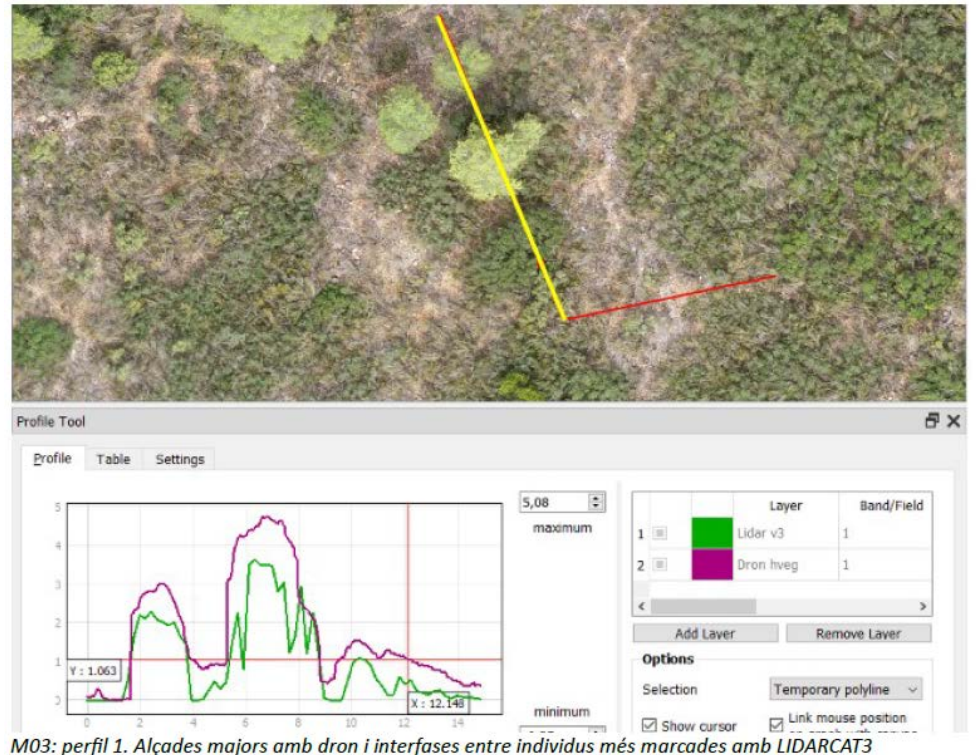 Profile Tool
Profile Table Settings
5
4
3
2
1
0
0 2 4 6 8 10 12 14
Y : 1.063
X : 12.148
5,08
maximum
minimum
Layer Band/Field
1 Lidar v3 1
2 Dron hveg 1
Add Layer Remove Layer
Options
Selection Temporary polyline
Show cursor Link mouse position
M03: perfil 1. Alçades majors amb dron i interfases entre individus més marcades amb LIDARCAT3